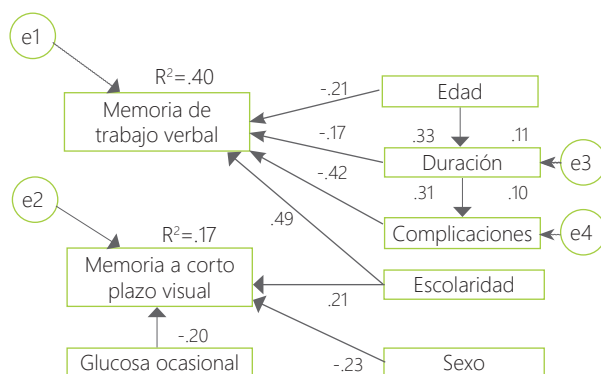 e1
R²=.40
Memoria de
trabajo verbal
-.21
Edad
-.17
.33
.11
Duración
e3
-.42
.31
.10
e2
.49
Complicaciones
e4
R²=.17
Memoria a corto
plazo visual
Escolaridad
.21
-.20
Glucosa ocasional
-.23
Sexo